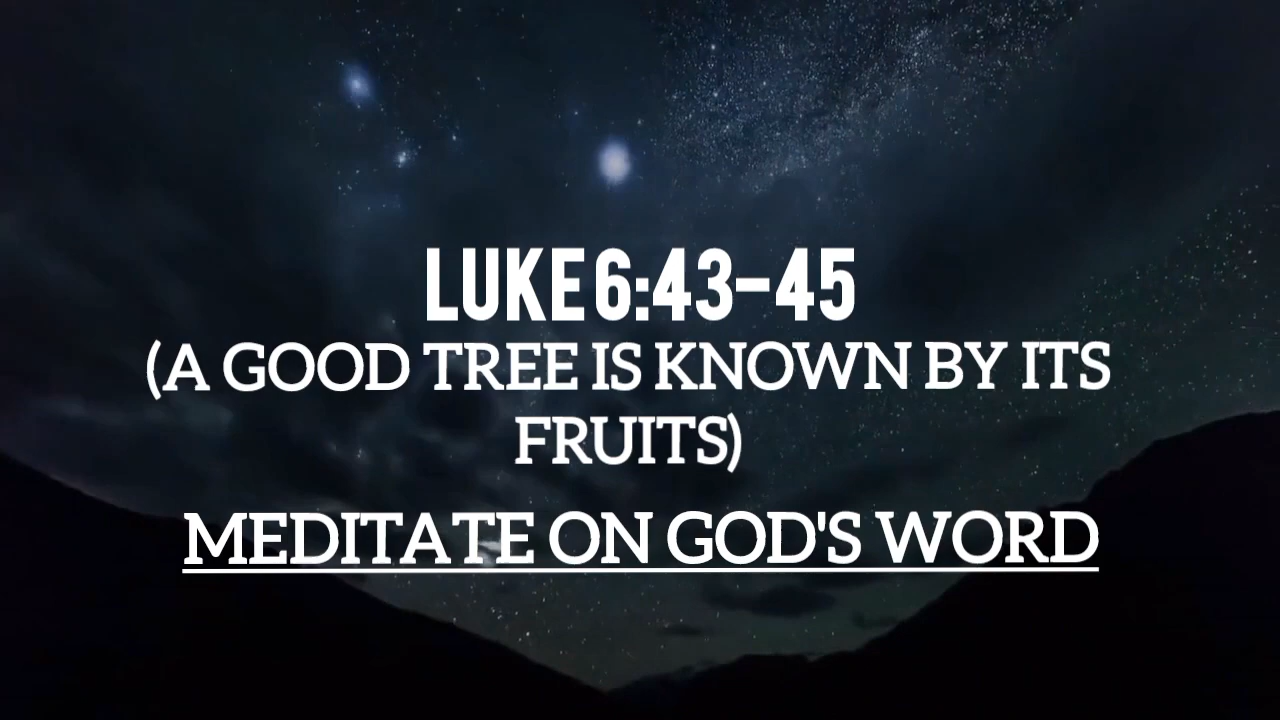 LUKE 6:43-45
(A GOOD TREE IS KNOWN BY ITS
FRUITS)
MEDITATE ON GOD'S WORD